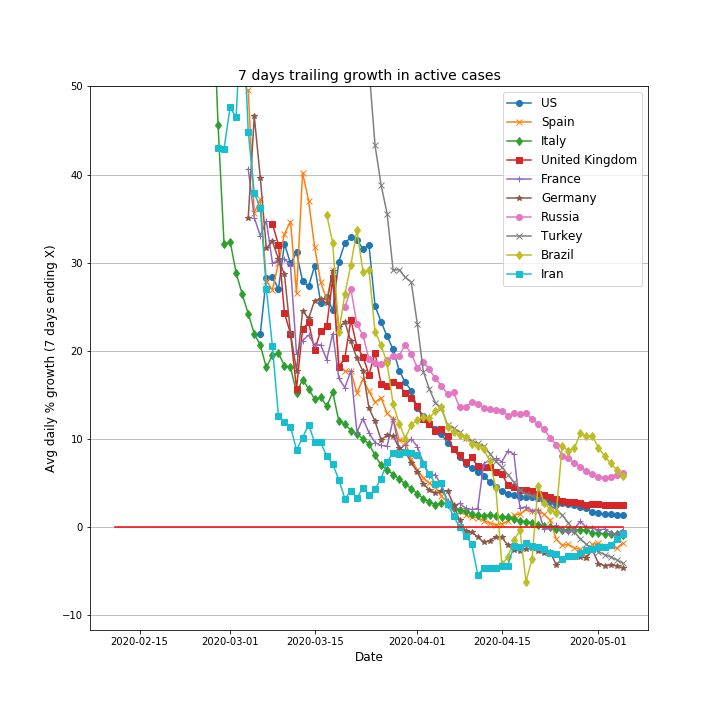 7 days trailing growth in active cases
50
40
30
20
10
0
−10
Avg daily % growth (7 days ending X)
US
Spain
Italy
United Kingdom
France
Germany
Russia
Turkey
Brazil
Iran
2020-02-15
2020-03-01
2020-03-15
2020-04-01
2020-04-15
2020-05-01
Date